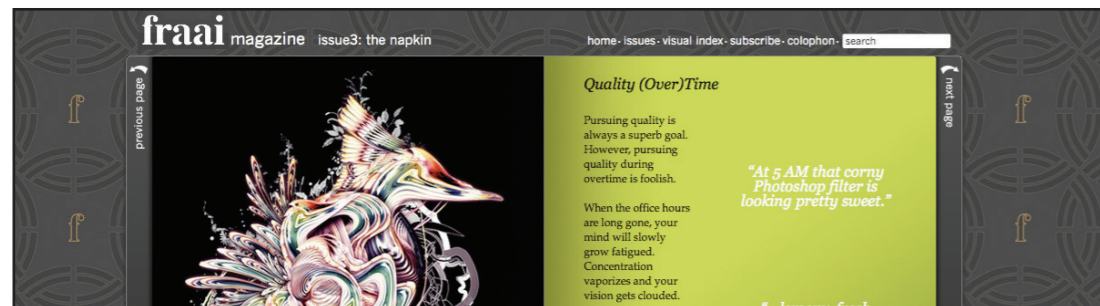 fraai magazine issue3: the napkin
home- issues- visual index- subscribe- colophon- search
previous page
next page
f
f
f
f
Quality (Over)Time
Pursuing quality is
always a superb goal.
However, pursuing
quality during
overtime is foolish.
When the office hours
are long gone, your
mind will slowly
grow fatigued.
Concentration
vaporizes and your
vision gets clouded.
“At 5 AM that corny
Photoshop filter is
looking pretty sweet.”